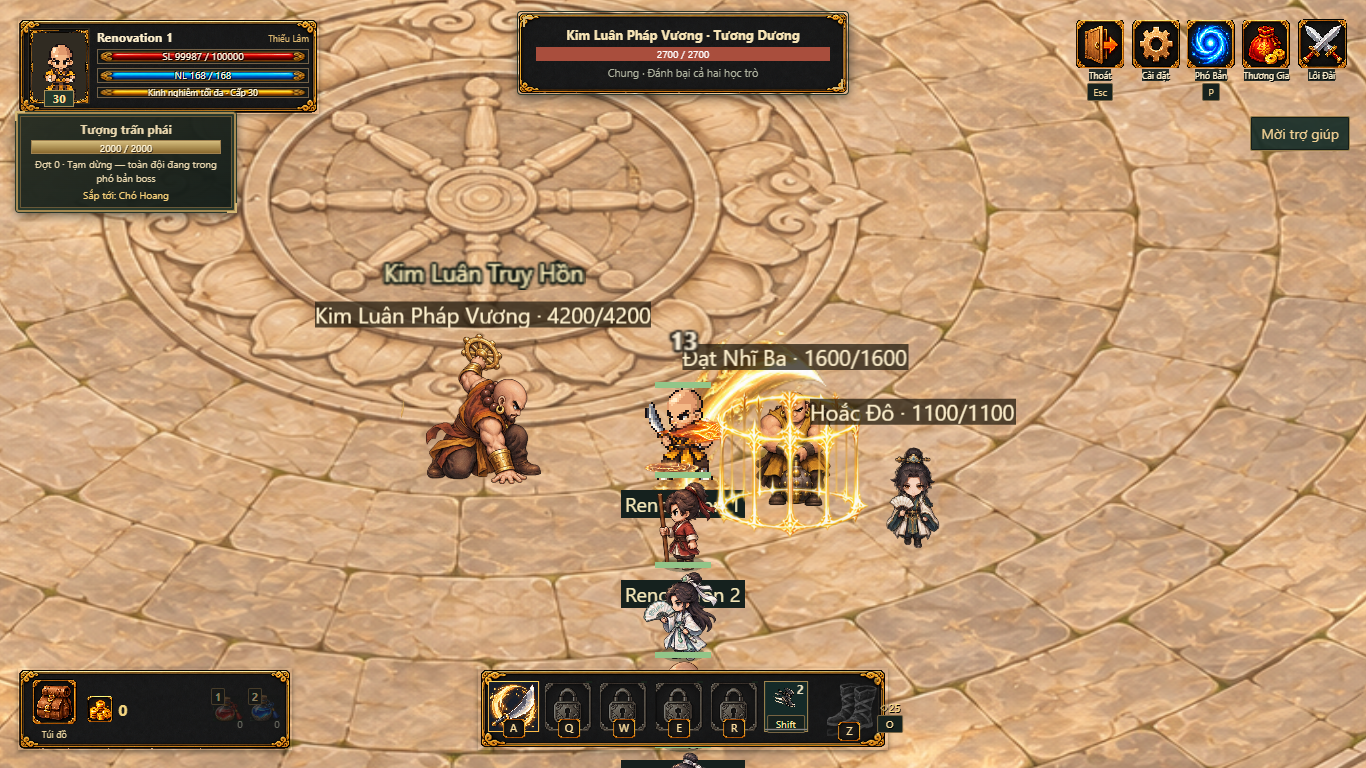 Renovation 1
Thiếu Lâm
SL 99987 / 100000
NL 168 / 168
Kinh nghiệm tối đa · Cấp 30
30
Tượng trấn phái
2000 / 2000
Đợt 0 · Tạm dừng — toàn đội đang trong
phó bản boss
Sắp tới: Chó Hoang
Kim Luân Pháp Vương · Tương Dương
2700 / 2700
Chung · Đánh bại cả hai học trò
Thoát
Cài đặt
Phó Bản
Thương Gia
Lôi Đài
Esc
P
Mời trợ giúp
Kim Luân Truy Hồn
Kim Luân Pháp Vương · 4200/4200
13
Đạt Nhĩ Ba · 1600/1600
Hoắc Đô · 1100/1100
Túi đồ
0
1
0
2
0
A
Q
W
E
R
2
Shift
Z
25
O